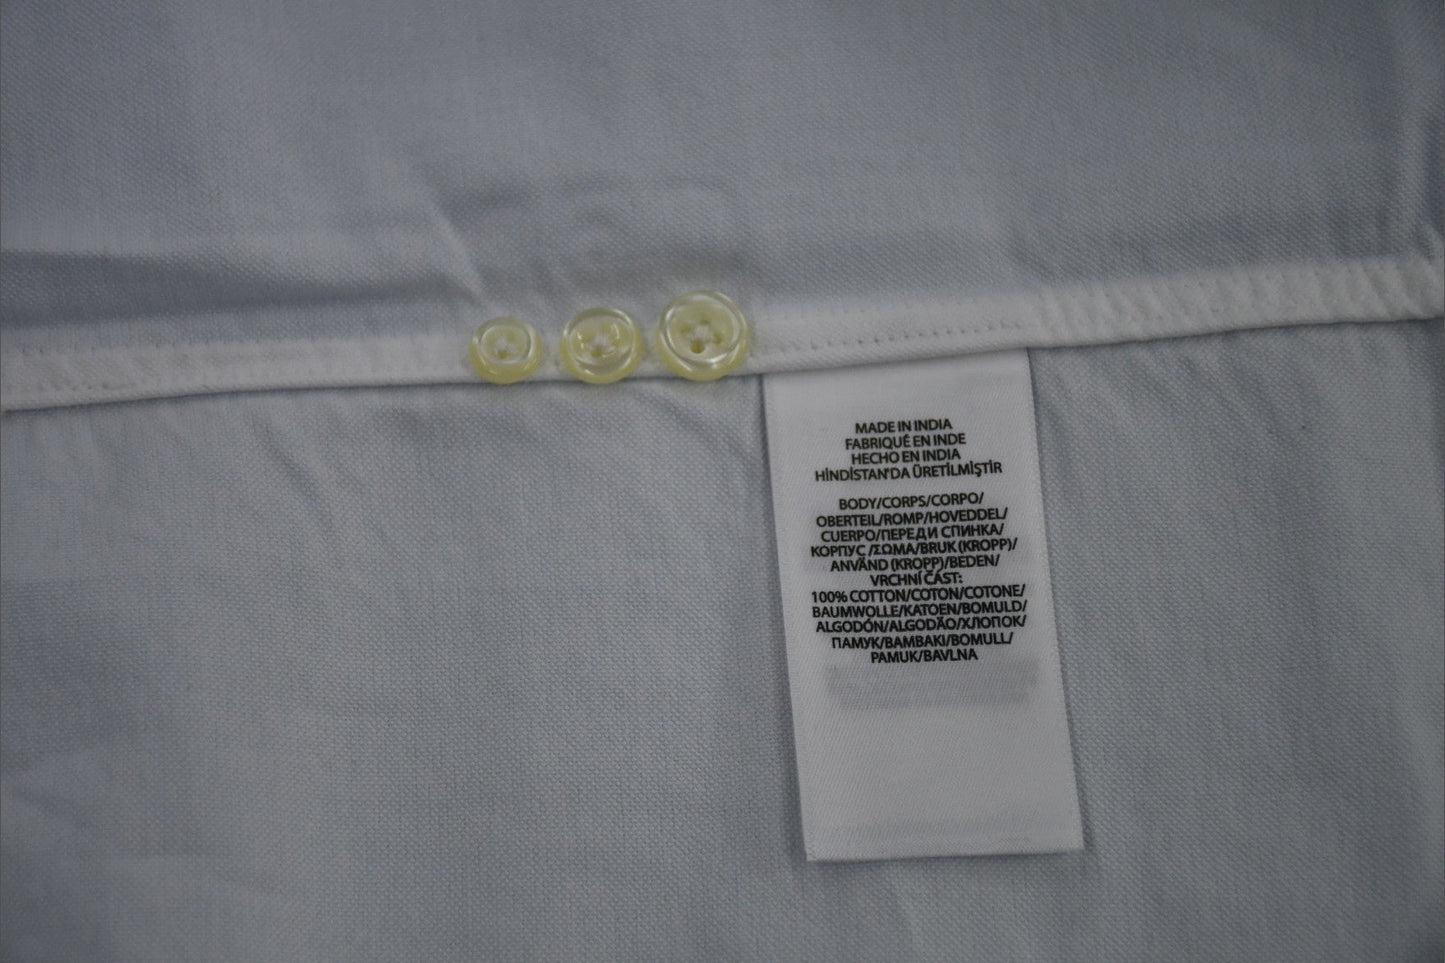 MADE IN INDIA
FABRIQUÉ EN INDE
HECHO EN INDIA
HİNDİSTAN'DA ÜRETİLMİŞTİR
BODY/CORPS/CORPO/
OBERTEIL/ROMP/HOVEDDEL/
CUERPO/ПЕРЕД И СПИНКА/
КОРПУС /ΣΩΜΑ/BRUK (KROPP)/
ANVÄND (KROPP)/BEDEN/
VRCHNÍ ČÁST:
100% COTTON/COTON/COTONE/
BAUMWOLLE/KATOEN/BOMULD/
ALGODÓN/ALGODÃO/ХЛОПОК/
ПАМУК/ΒΑΜΒΑΚΙ/BOMULL/
PAMUK/BAVLNA